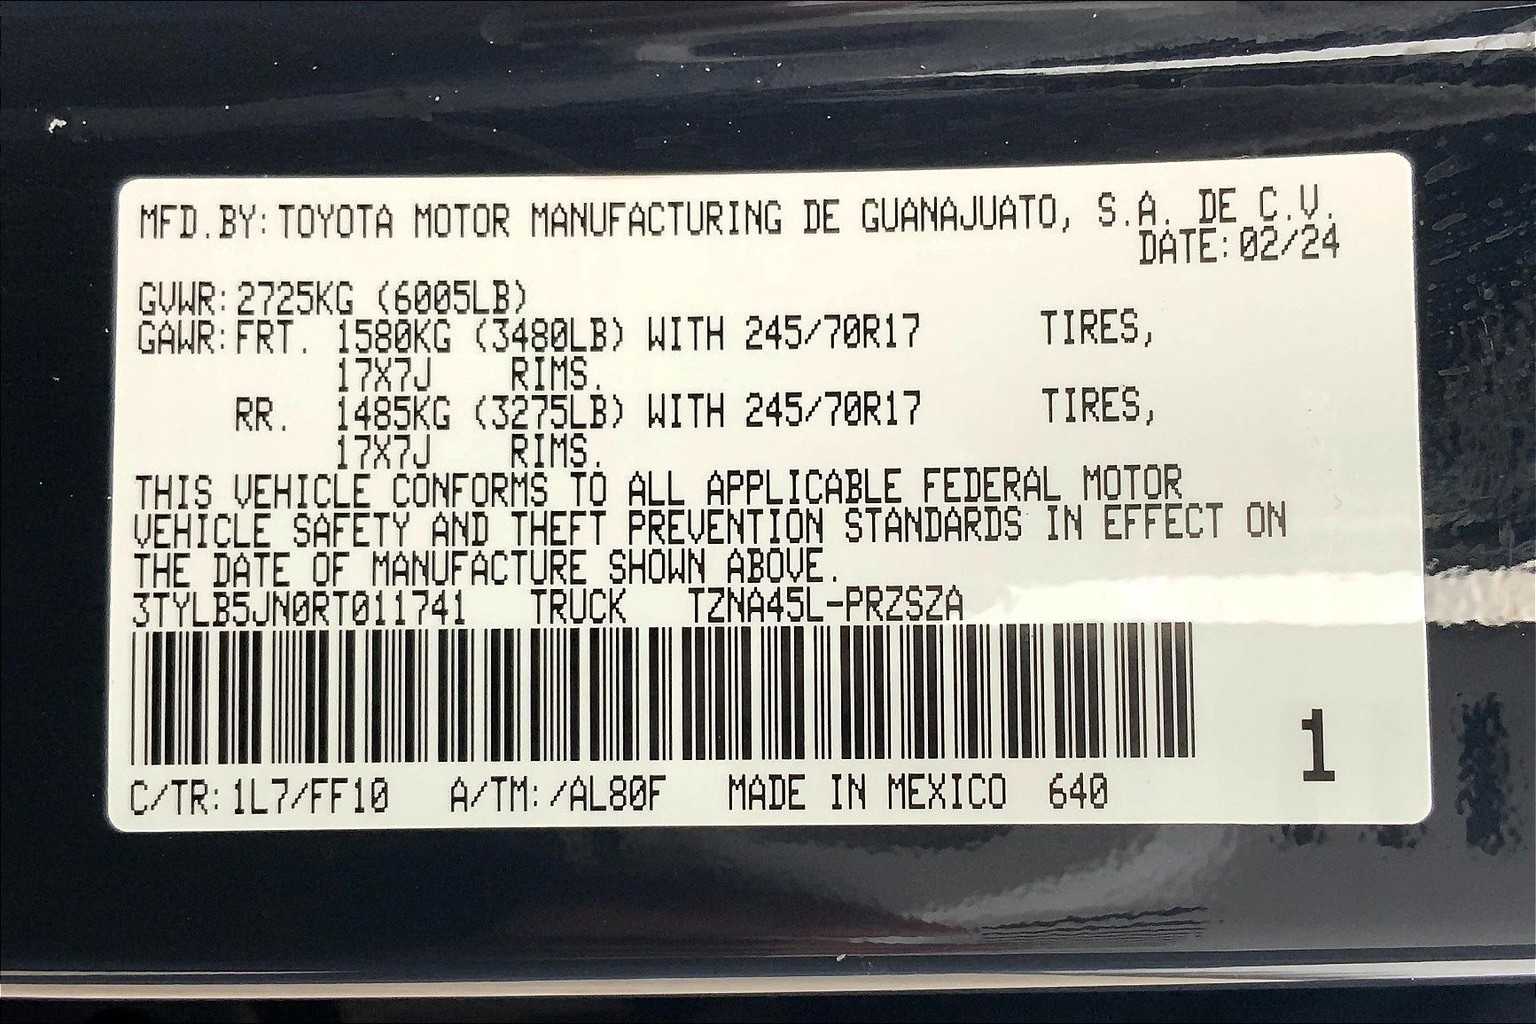 MFD.BY: TOYOTA MOTOR MANUFACTURING DE GUANAJUATO, S.A. DE C.V.
DATE: 02/24
GVWR: 2725KG (6005LB)
GAWR: FRT. 1580KG (3480LB) WITH 245/70R17 TIRES,
17X7J RIMS.
RR. 1485KG (3275LB) WITH 245/70R17 TIRES,
17X7J RIMS.
THIS VEHICLE CONFORMS TO ALL APPLICABLE FEDERAL MOTOR
VEHICLE SAFETY AND THEFT PREVENTION STANDARDS IN EFFECT ON
THE DATE OF MANUFACTURE SHOWN ABOVE.
3TYLB5JN0RT011741 TRUCK TZNA45L-PRZSZA
1
C/TR: 1L7/FF10 A/TM: /AL80F MADE IN MEXICO 640